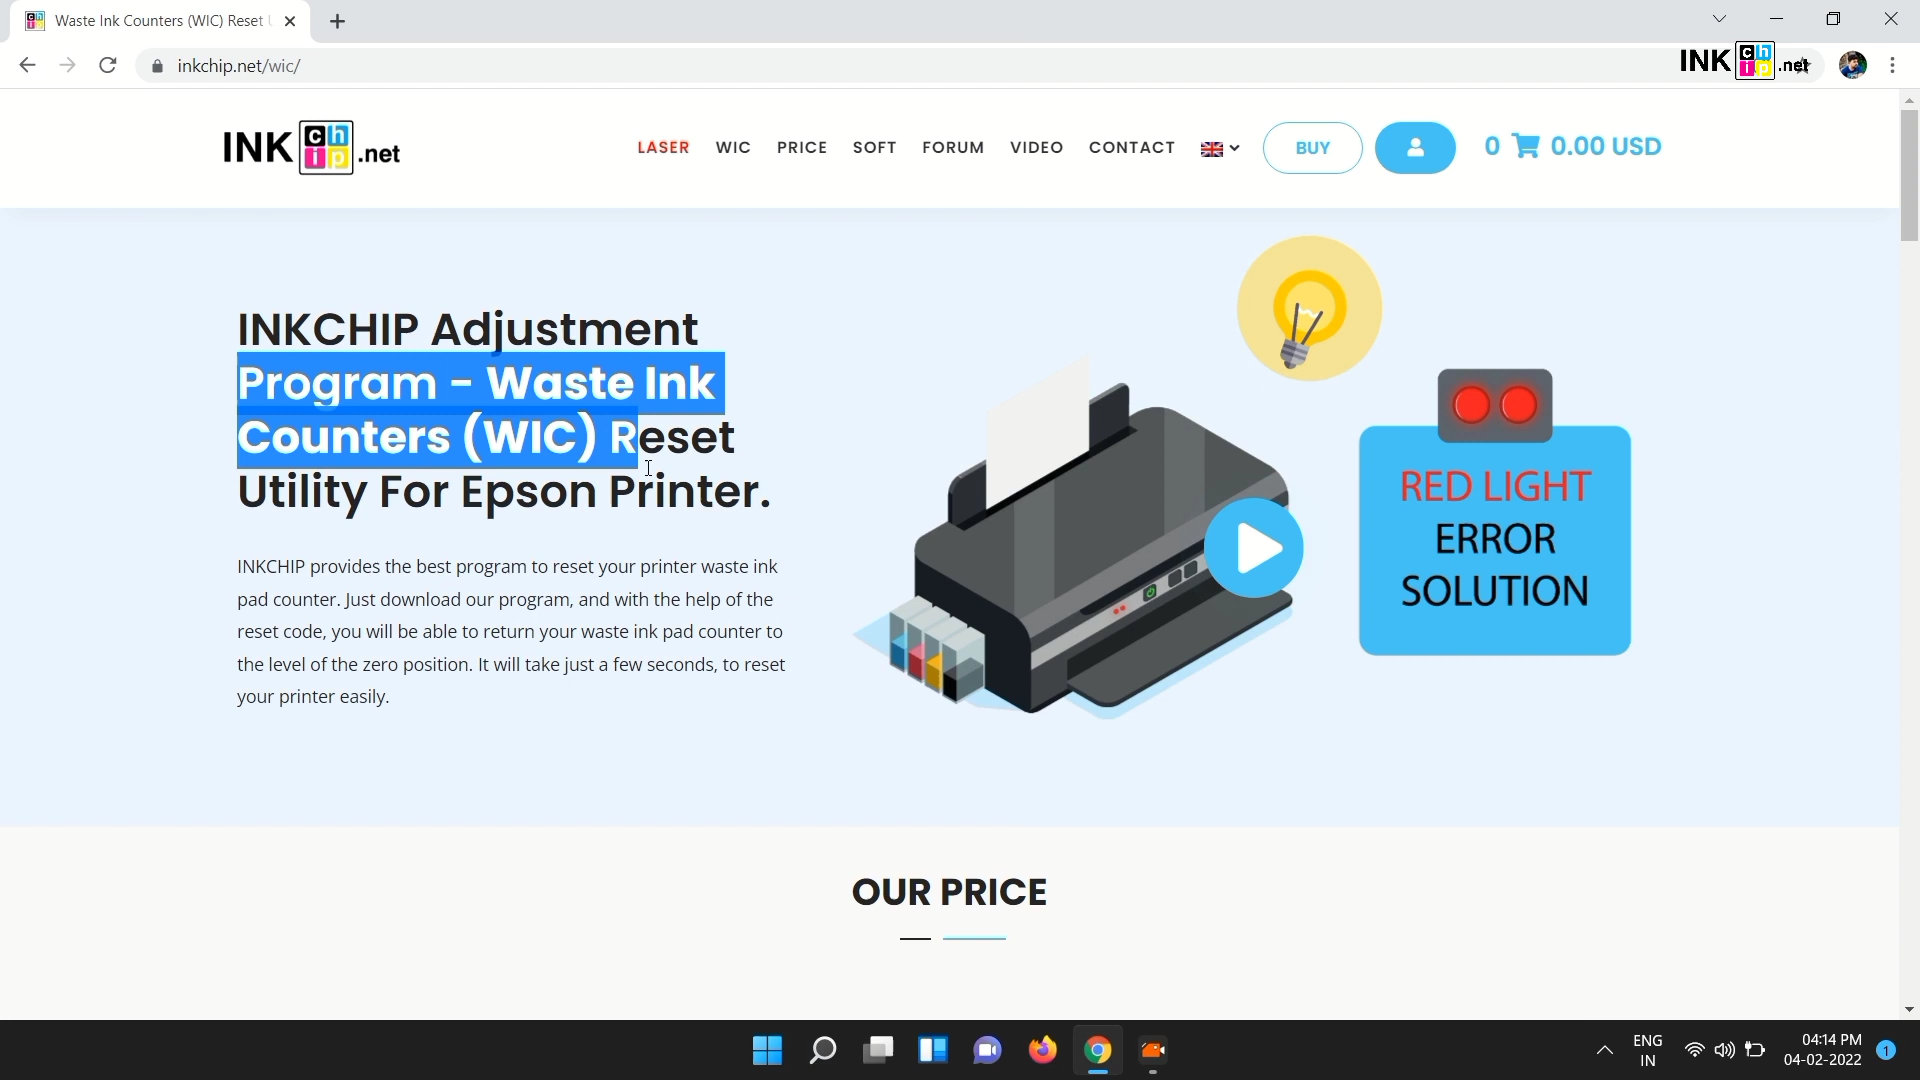 Waste Ink Counters (WIC) Reset
inkchip.net/wic/
INK chip .net
INK chip .net
LASER WIC PRICE SOFT FORUM VIDEO CONTACT BUY 0 0.00 USD
INKCHIP Adjustment
Program - Waste Ink
Counters (WIC) Reset
Utility For Epson Printer.
INKCHIP provides the best program to reset your printer waste ink
pad counter. Just download our program, and with the help of the
reset code, you will be able to return your waste ink pad counter to
the level of the zero position. It will take just a few seconds, to reset
your printer easily.
RED LIGHT
ERROR
SOLUTION
OUR PRICE
ENG
IN
04:14 PM
04-02-2022
1